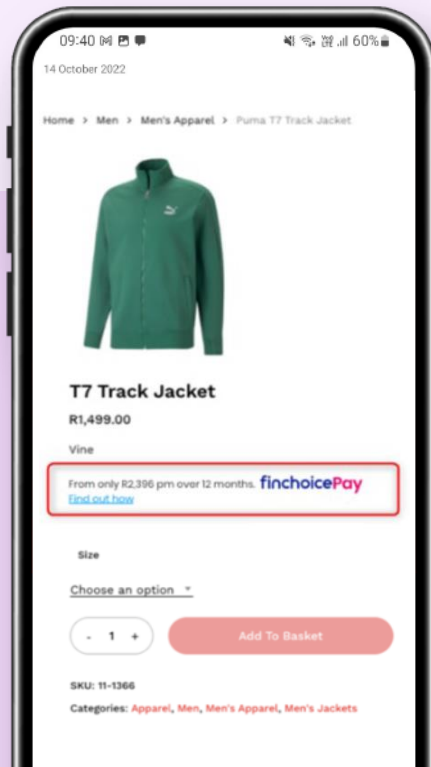 09:40
60%
14 October 2022
Home > Men > Men's Apparel > Puma T7 Track Jacket
T7 Track Jacket
R1,499.00
Vine
From only R2,396 pm over 12 months. finchoicePay
Find out how
Size
Choose an option
- 1 +
Add To Basket
SKU: 11-1366
Categories: Apparel, Men, Men's Apparel, Men's Jackets